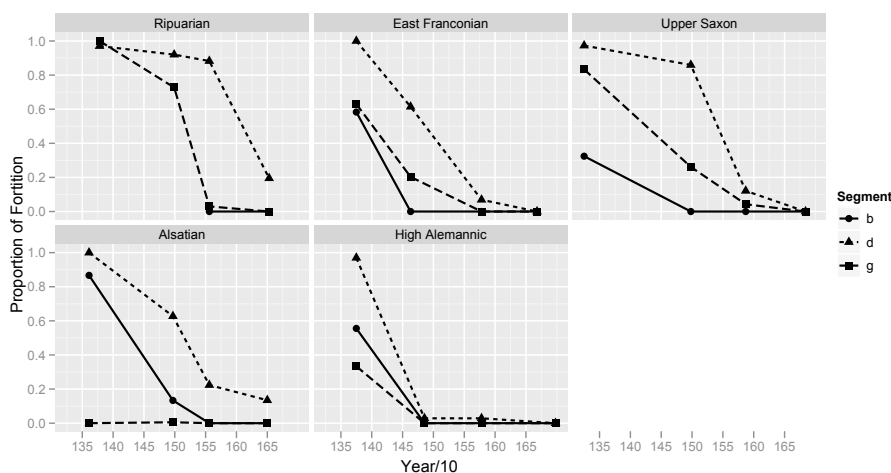 Ripuarian
East Franconian
Upper Saxon
1.0
0.8
0.6
0.4
0.2
0.0
Alsatian
High Alemannic
1.0
0.8
0.6
0.4
0.2
0.0
135 140 145 150 155 160 165
135 140 145 150 155 160 165
135 140 145 150 155 160 165
Year/10
Proportion of Fortition
Segment
b
d
g